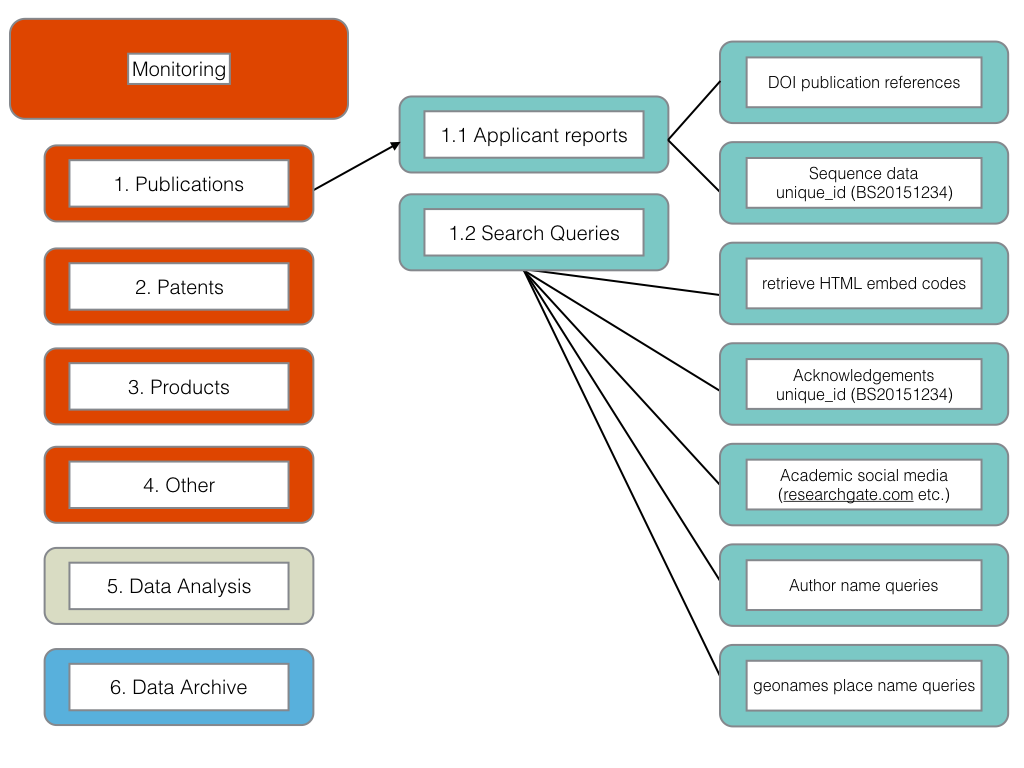 Monitoring
1. Publications
2. Patents
3. Products
4. Other
5. Data Analysis
6. Data Archive
1.1 Applicant reports
1.2 Search Queries
DOI publication references
Sequence data
unique_id (BS20151234)
retrieve HTML embed codes
Acknowledgements
unique_id (BS20151234)
Academic social media
(researchgate.com etc.)
Author name queries
geonames place name queries